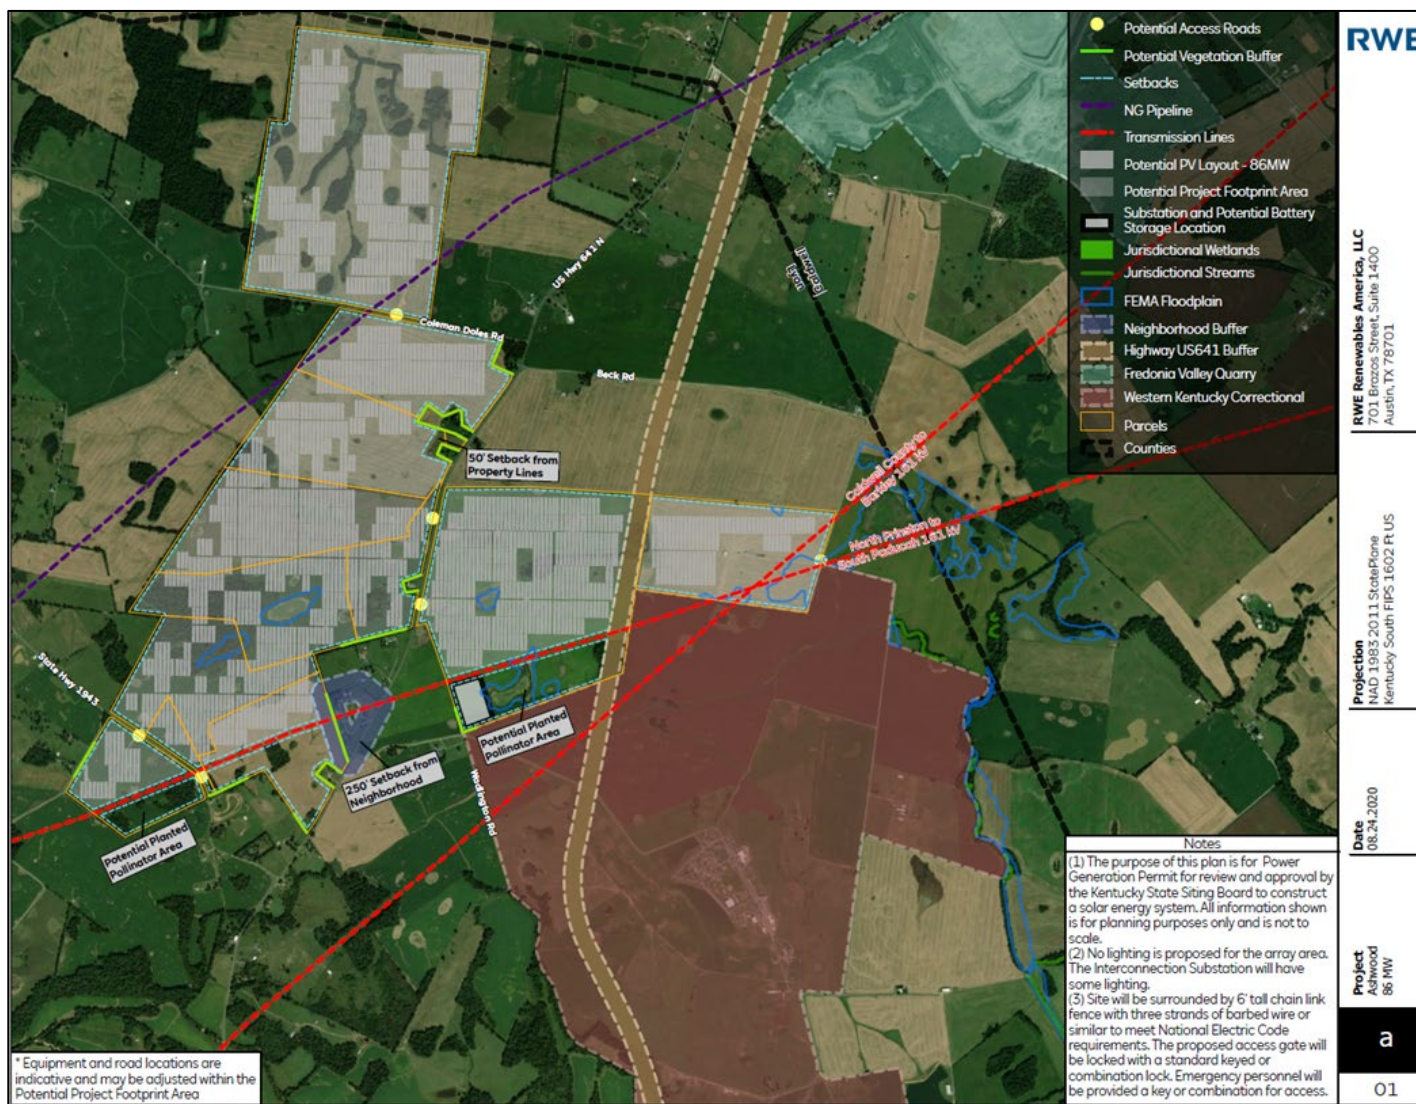 Potential Access Roads
Potential Vegetation Buffer
Setbacks
NG Pipeline
Transmission Lines
Potential PV Layout - 86MW
Potential Project Footprint Area
Substation and Potential Battery
Storage Location
Jurisdictional Wetlands
Jurisdictional Streams
FEMA Floodplain
Neighborhood Buffer
Highway US641 Buffer
Fredonia Valley Quarry
Western Kentucky Correctional
Parcels
Counties
RWE
RWE Renewables America, LLC
701 Brazos Street, Suite 1400
Austin, TX 78701
Projection
NAD 1983 2011 StatePlane
Kentucky South FIPS 1602 Ft US
Date
08.24.2020
Project
Ashwood
86 MW
a
01
US Hwy 641 N
Caldwell
Lyon
Coleman Doles Rd
Beck Rd
50' Setback from
Property Lines
Caldwell County to
Barkley 161 kV
North Princton to
South Paducah 161 kV
State Hwy 1943
Potential Planted
Pollinator Area
250' Setback from
Neighborhood
Wadington Rd
Potential Planted
Pollinator Area
Notes
(1) The purpose of this plan is for Power
Generation Permit for review and approval by
the Kentucky State Siting Board to construct
a solar energy system. All information shown
is for planning purposes only and is not to
scale.
(2) No lighting is proposed for the array area.
The Interconnection Substation will have
some lighting.
(3) Site will be surrounded by 6' tall chain link
fence with three strands of barbed wire or
similar to meet National Electric Code
requirements. The proposed access gate will
be locked with a standard keyed or
combination lock. Emergency personnel will
be provided a key or combination for access.
* Equipment and road locations are
indicative and may be adjusted within the
Potential Project Footprint Area